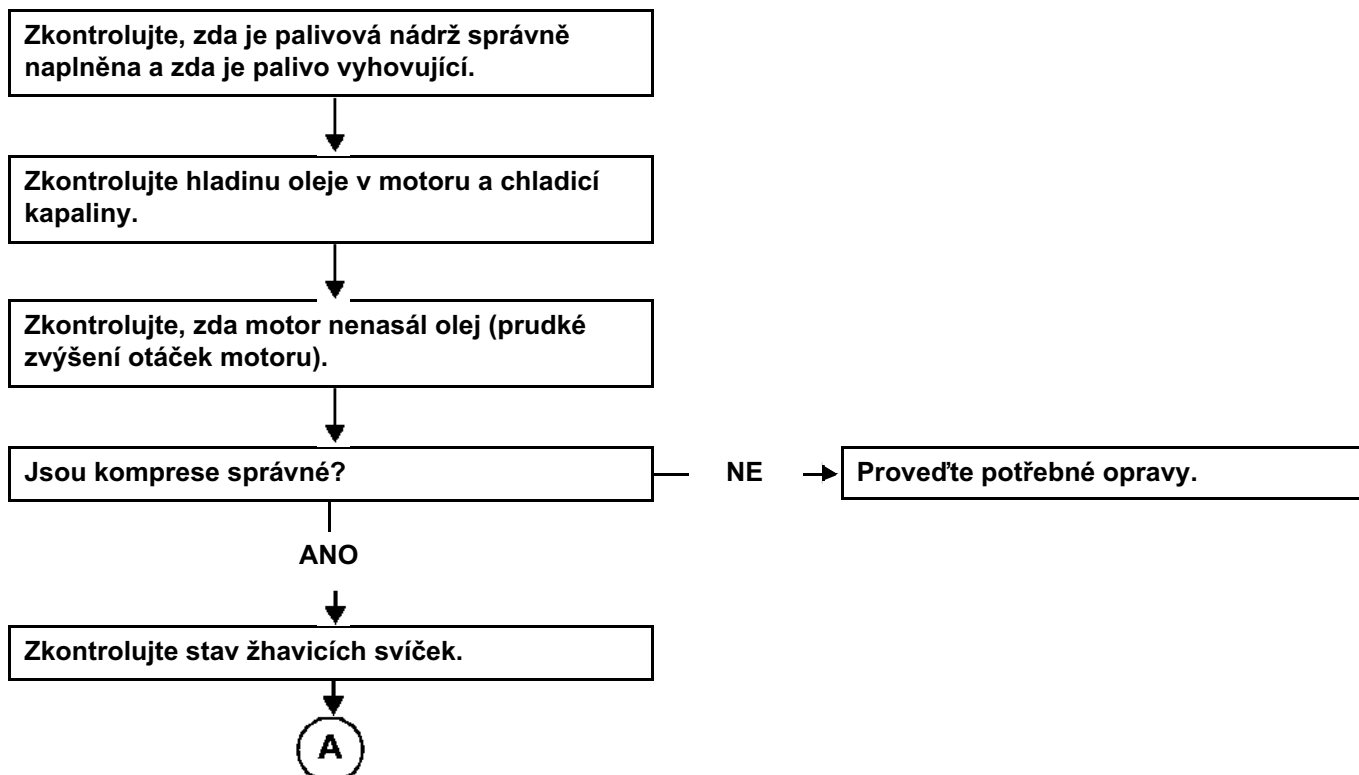 Zkontrolujte, zda je palivová nádrž správně
naplněna a zda je palivo vyhovující.
Zkontrolujte hladinu oleje v motoru a chladicí
kapaliny.
Zkontrolujte, zda motor nenasál olej (prudké
zvýšení otáček motoru).
Jsou komprese správné?
NE
Proveďte potřebné opravy.
ANO
Zkontrolujte stav žhavicích svíček.
A